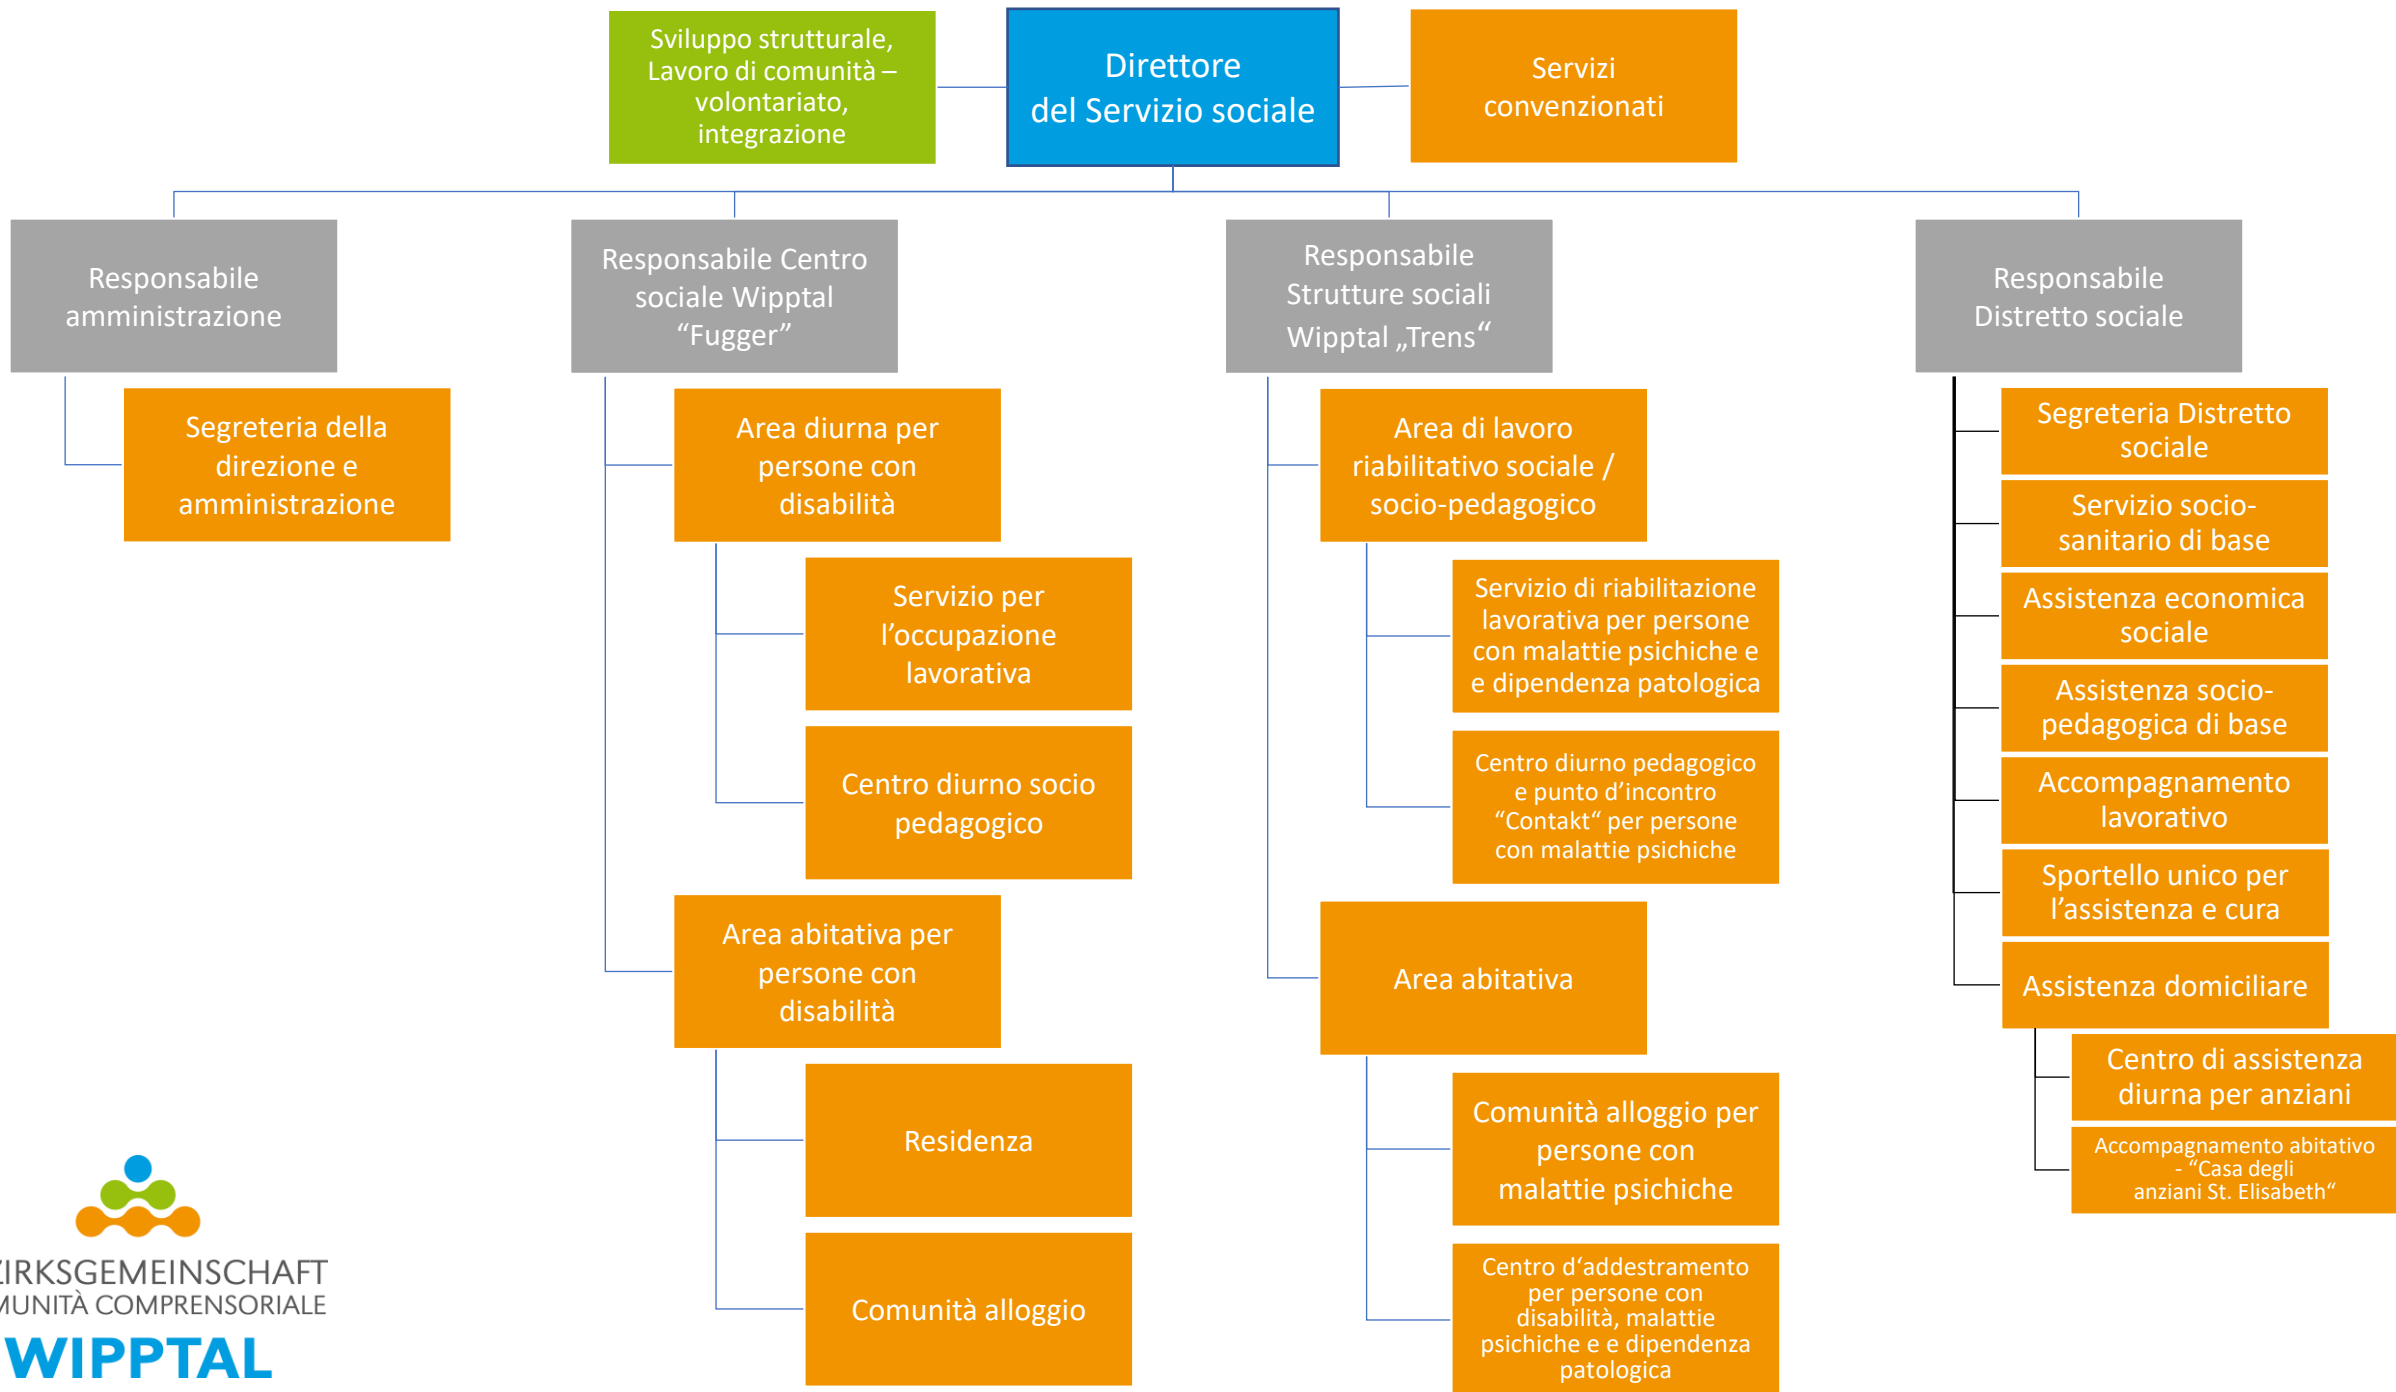 Sviluppo strutturale,
Lavoro di comunità –
volontariato,
integrazione
Direttore
del Servizio sociale
Servizi
convenzionati
Responsabile
amministrazione
Segreteria della
direzione e
amministrazione
Responsabile Centro
sociale Wipptal
“Fugger”
Area diurna per
persone con
disabilità
Servizio per
l’occupazione
lavorativa
Centro diurno socio
pedagogico
Area abitativa per
persone con
disabilità
Residenza
Comunità alloggio
Responsabile
Strutture sociali
Wipptal „Trens“
Area di lavoro
riabilitativo sociale /
socio-pedagogico
Servizio di riabilitazione
lavorativa per persone
con malattie psichiche e
e dipendenza patologica
Centro diurno pedagogico
e punto d’incontro
“Contakt“ per persone
con malattie psichiche
Area abitativa
Comunità alloggio per
persone con
malattie psichiche
Centro d‘addestramento
per persone con
disabilità, malattie
psichiche e e dipendenza
patologica
Responsabile
Distretto sociale
Segreteria Distretto
sociale
Servizio socio-
sanitario di base
Assistenza economica
sociale
Assistenza socio-
pedagogica di base
Accompagnamento
lavorativo
Sportello unico per
l’assistenza e cura
Assistenza domiciliare
Centro di assistenza
diurna per anziani
Accompagnamento abitativo
- “Casa degli
anziani St. Elisabeth“
ZIRKSGEMEINSCHAFT
MUNITÀ COMPRENSORIALE
WIPPTAL